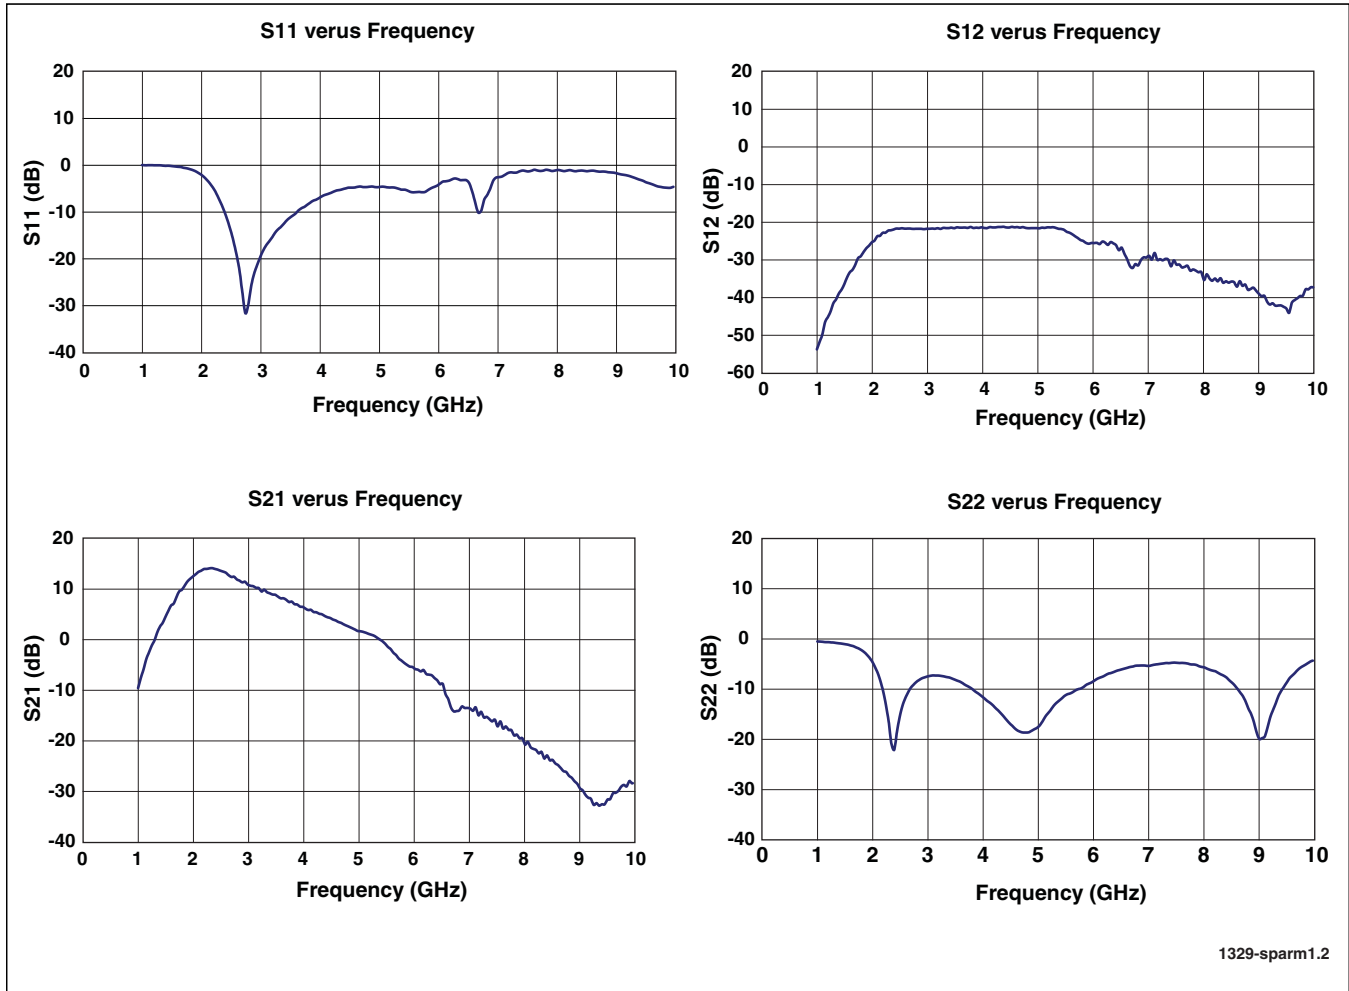 S11 verus Frequency
20
10
0
-10
-20
-30
-40
S11 (dB)
0 1 2 3 4 5 6 7 8 9 10
Frequency (GHz)
S12 verus Frequency
20
10
0
-10
-20
-30
-40
-50
-60
S12 (dB)
0 1 2 3 4 5 6 7 8 9 10
Frequency (GHz)
S21 verus Frequency
20
10
0
-10
-20
-30
-40
S21 (dB)
0 1 2 3 4 5 6 7 8 9 10
Frequency (GHz)
S22 verus Frequency
20
10
0
-10
-20
-30
-40
S22 (dB)
0 1 2 3 4 5 6 7 8 9 10
Frequency (GHz)
1329-sparm1.2